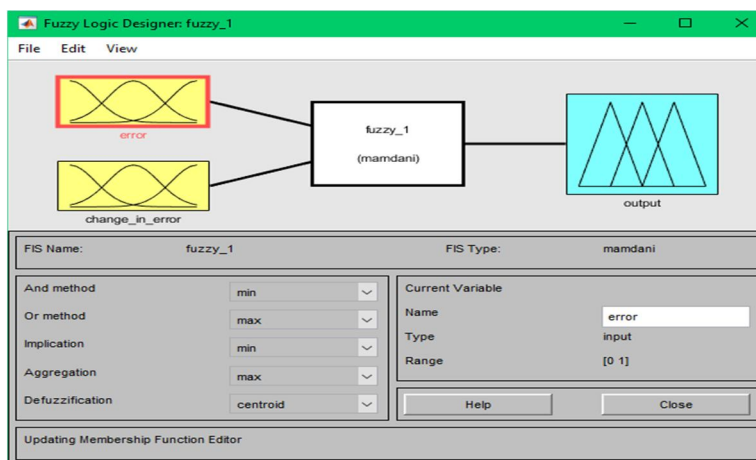 Fuzzy Logic Designer: fuzzy_1
File Edit View
error
change_in_error
fuzzy_1
(mamdani)
output
FIS Name: fuzzy_1 FIS Type: mamdani
And method min
Or method max
Implication min
Aggregation max
Defuzzification centroid
Current Variable
Name error
Type input
Range [0 1]
Help Close
Updating Membership Function Editor